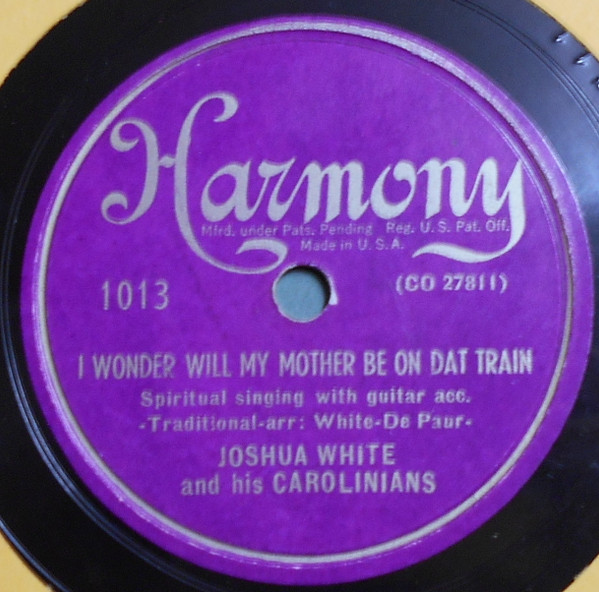 Harmony
Mfrd. under Pats. Pending Reg. U.S. Pat. Off.
Made in U.S.A.
1013
(CO 27811)
I WONDER WILL MY MOTHER BE ON DAT TRAIN
Spiritual singing with guitar acc.
-Traditional-arr: White-De Paur-
JOSHUA WHITE
and his CAROLINIANS